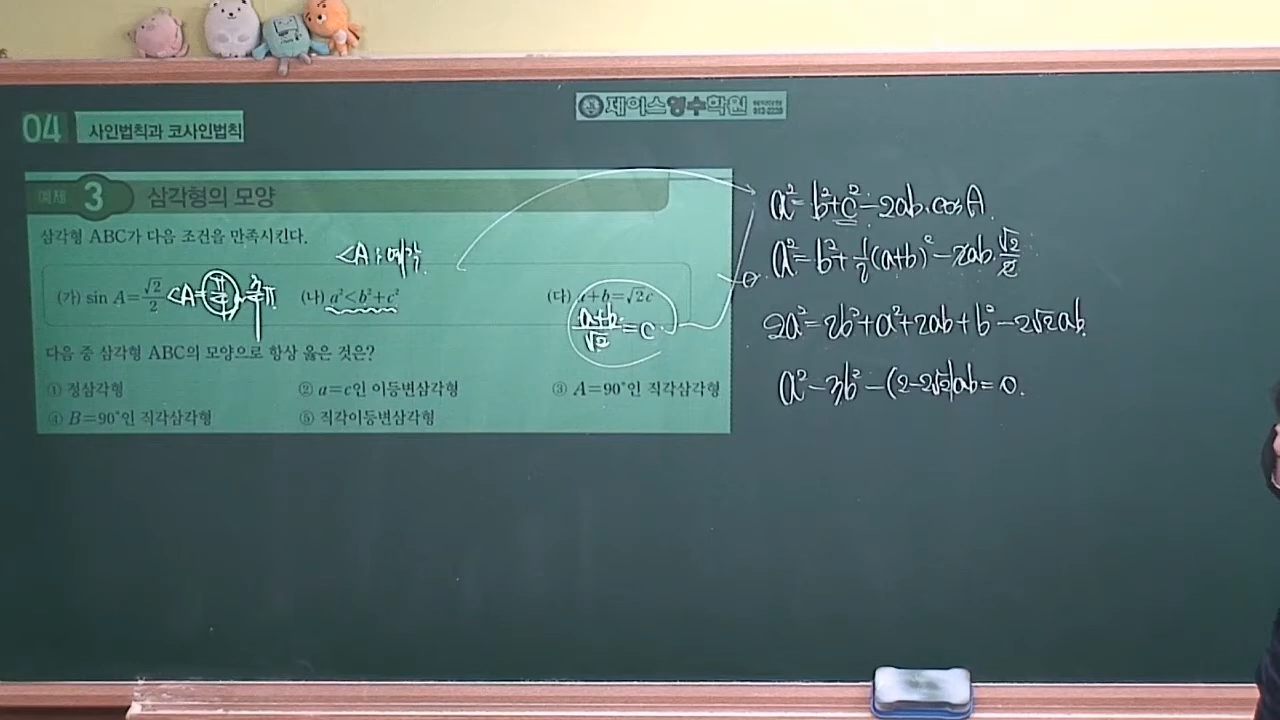 04 사인법칙과 코사인법칙
제이스영수학원
예제 3 삼각형의 모양
삼각형 ABC가 다음 조건을 만족시킨다.
∠A : 예각
(가) sin A=√2/2 ∠A=π/4, 3/4π (나) a²<b²+c² (다) a+b=√2c
(a+b)/√2=c
다음 중 삼각형 ABC의 모양으로 항상 옳은 것은?
① 정삼각형 ② a=c인 이등변삼각형 ③ A=90°인 직각삼각형
④ B=90°인 직각삼각형 ⑤ 직각이등변삼각형
a²=b²+c²-2ab·cosA.
a²=b²+½(a+b)²-2ab·√2/2
2a²=2b²+a²+2ab+b²-2√2ab.
a²-3b²-(2-2√2)ab=0.